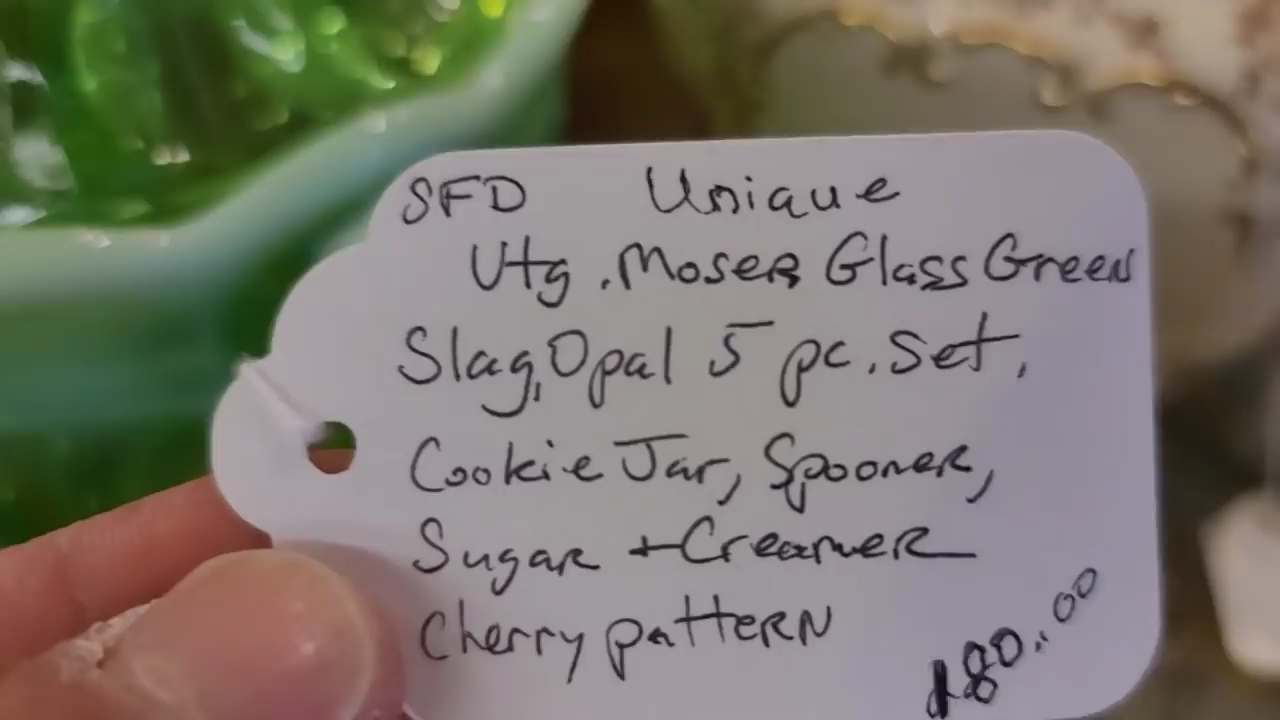 SFD Unique
Vtg. Moser Glass Green
Slag, Opal 5 pc. Set,
Cookie Jar, Spooner,
Sugar + Creamer
Cherry pattern
180.00